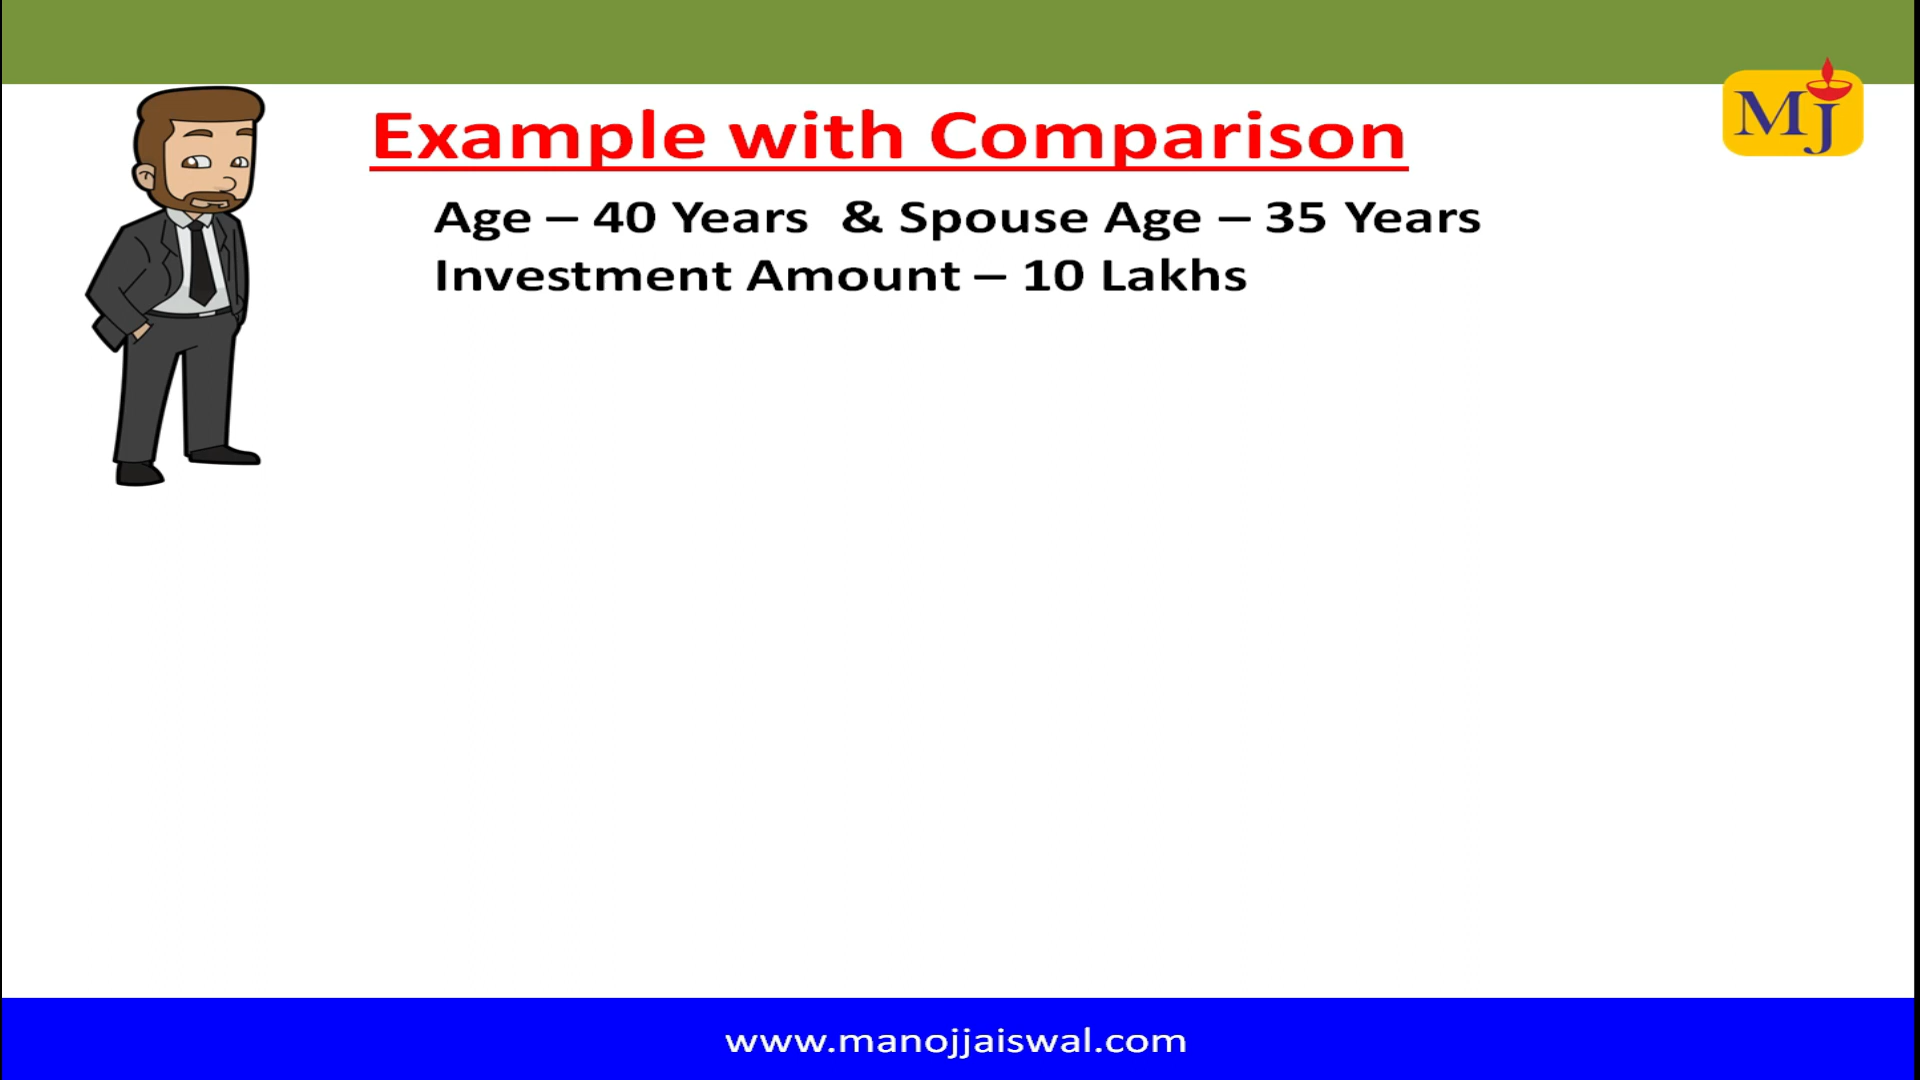 MJ
Example with Comparison
Age – 40 Years & Spouse Age – 35 Years
Investment Amount – 10 Lakhs
www.manojjaiswal.com